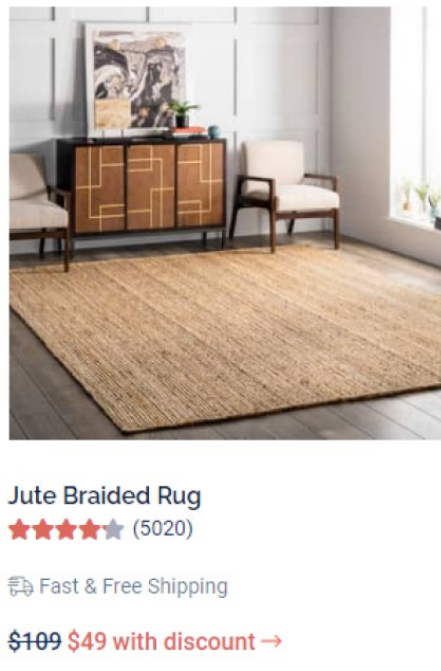 Jute Braided Rug
(5020)
Fast & Free Shipping
$109 $49 with discount →